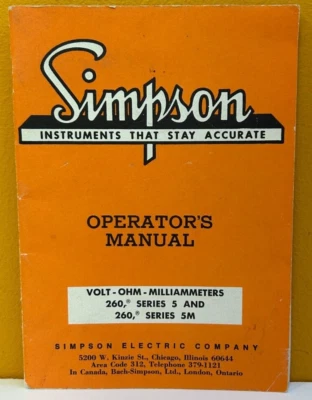 Simpson
INSTRUMENTS THAT STAY ACCURATE
OPERATOR'S
MANUAL
VOLT-OHM-MILLIAMMETERS
260,® SERIES 5 AND
260,® SERIES 5M
SIMPSON ELECTRIC COMPANY
5200 W. Kinzie St., Chicago, Illinois 60644
Area Code 312, Telephone 379-1121
In Canada, Bach-Simpson, Ltd., London, Ontario